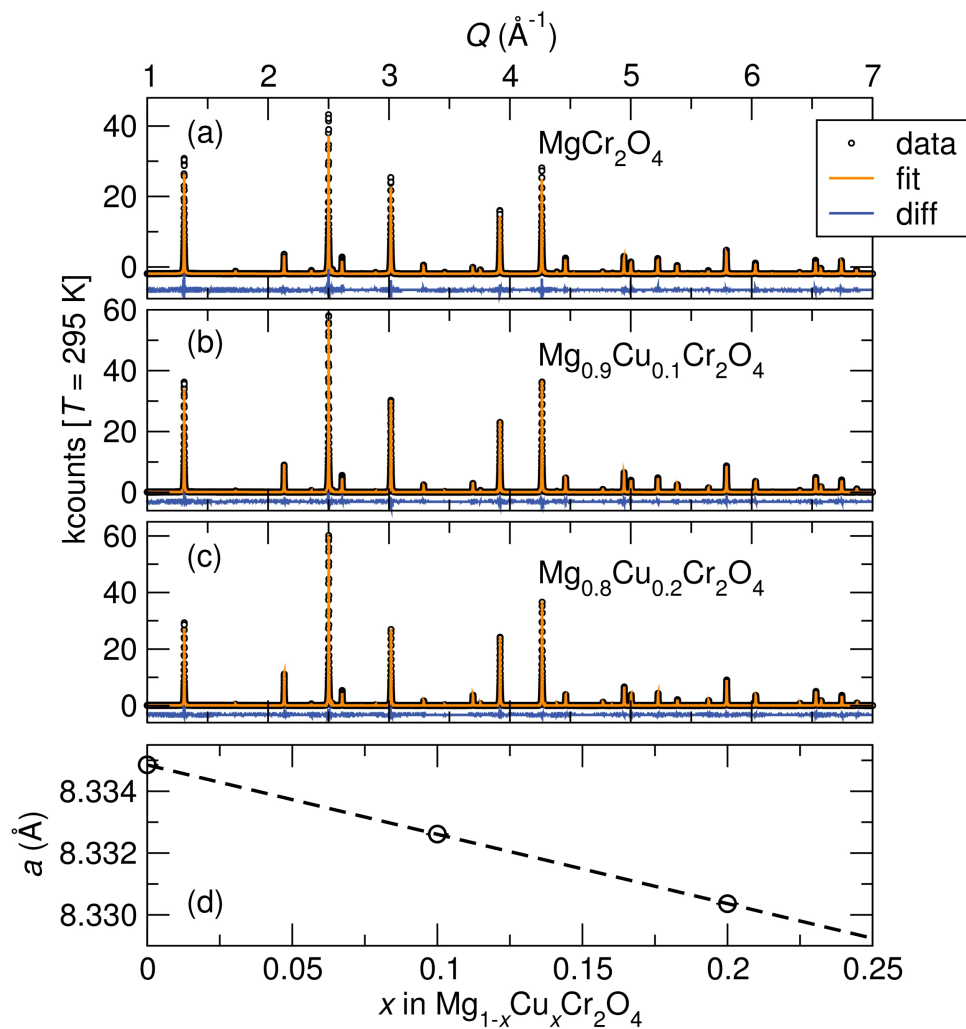 Q (Å⁻¹)
1 2 3 4 5 6 7
(a) MgCr₂O₄
data
fit
diff
40
20
0
(b) Mg₀.₉Cu₀.₁Cr₂O₄
60
40
20
0
kcounts [T = 295 K]
(c) Mg₀.₈Cu₀.₂Cr₂O₄
60
40
20
0
8.334
8.332
8.330
a (Å)
(d)
0 0.05 0.1 0.15 0.2 0.25
x in Mg₁₋ₓCuₓCr₂O₄